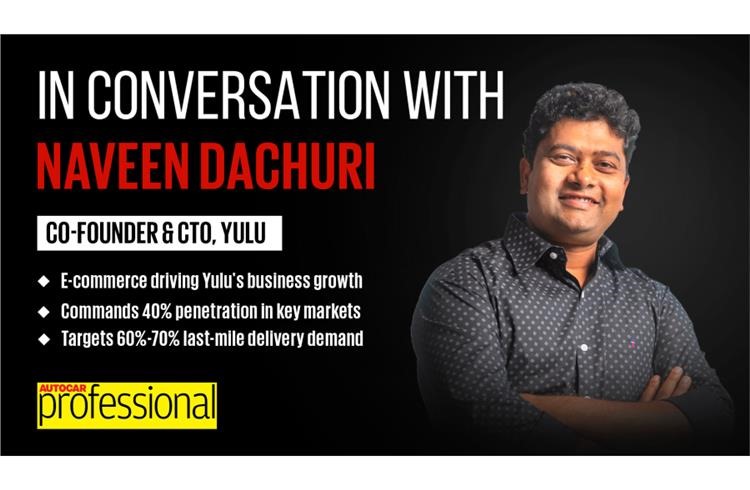 IN CONVERSATION WITH
NAVEEN DACHURI
CO-FOUNDER & CTO, YULU
◆ E-commerce driving Yulu's business growth
◆ Commands 40% penetration in key markets
◆ Targets 60%-70% last-mile delivery demand
AUTOCAR
professional